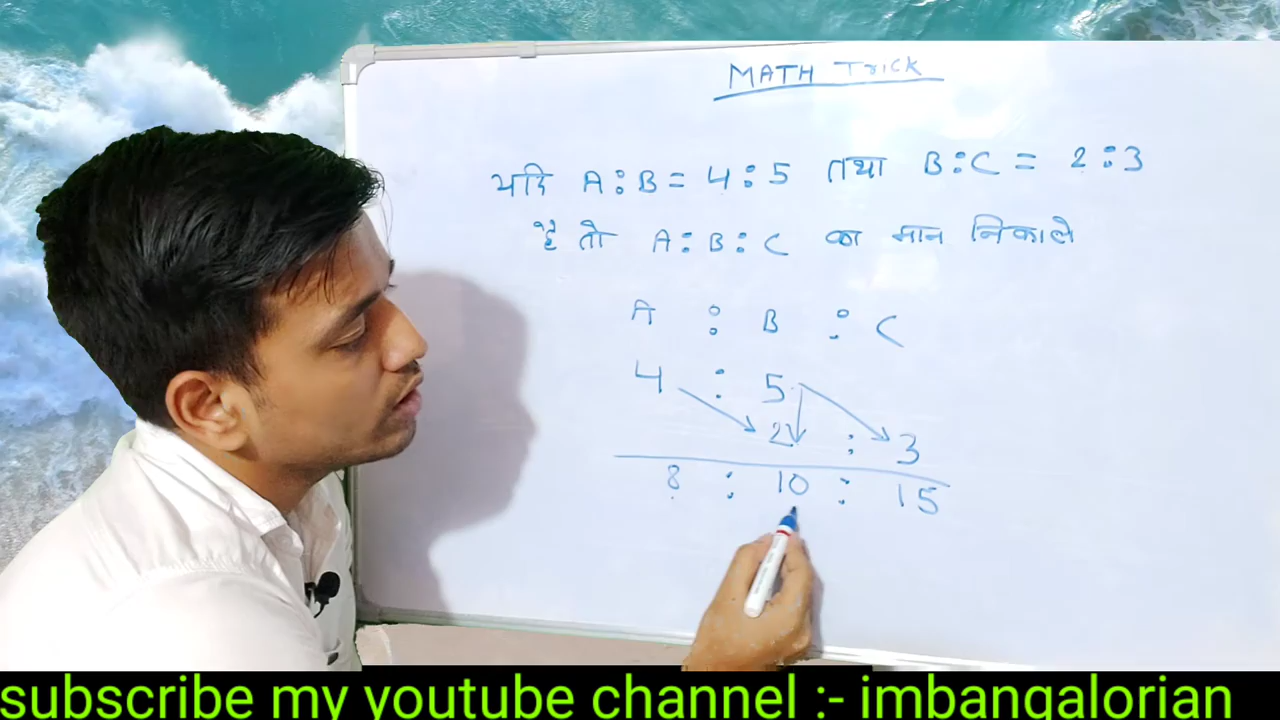 MATH Trick
यदि A:B= 4:5 तथा B:C = 2:3
है तो A:B:C का मान निकाले
A : B : C
4 : 5
2 : 3
8 : 10 : 15
subscribe my youtube channel :- imbangalorian